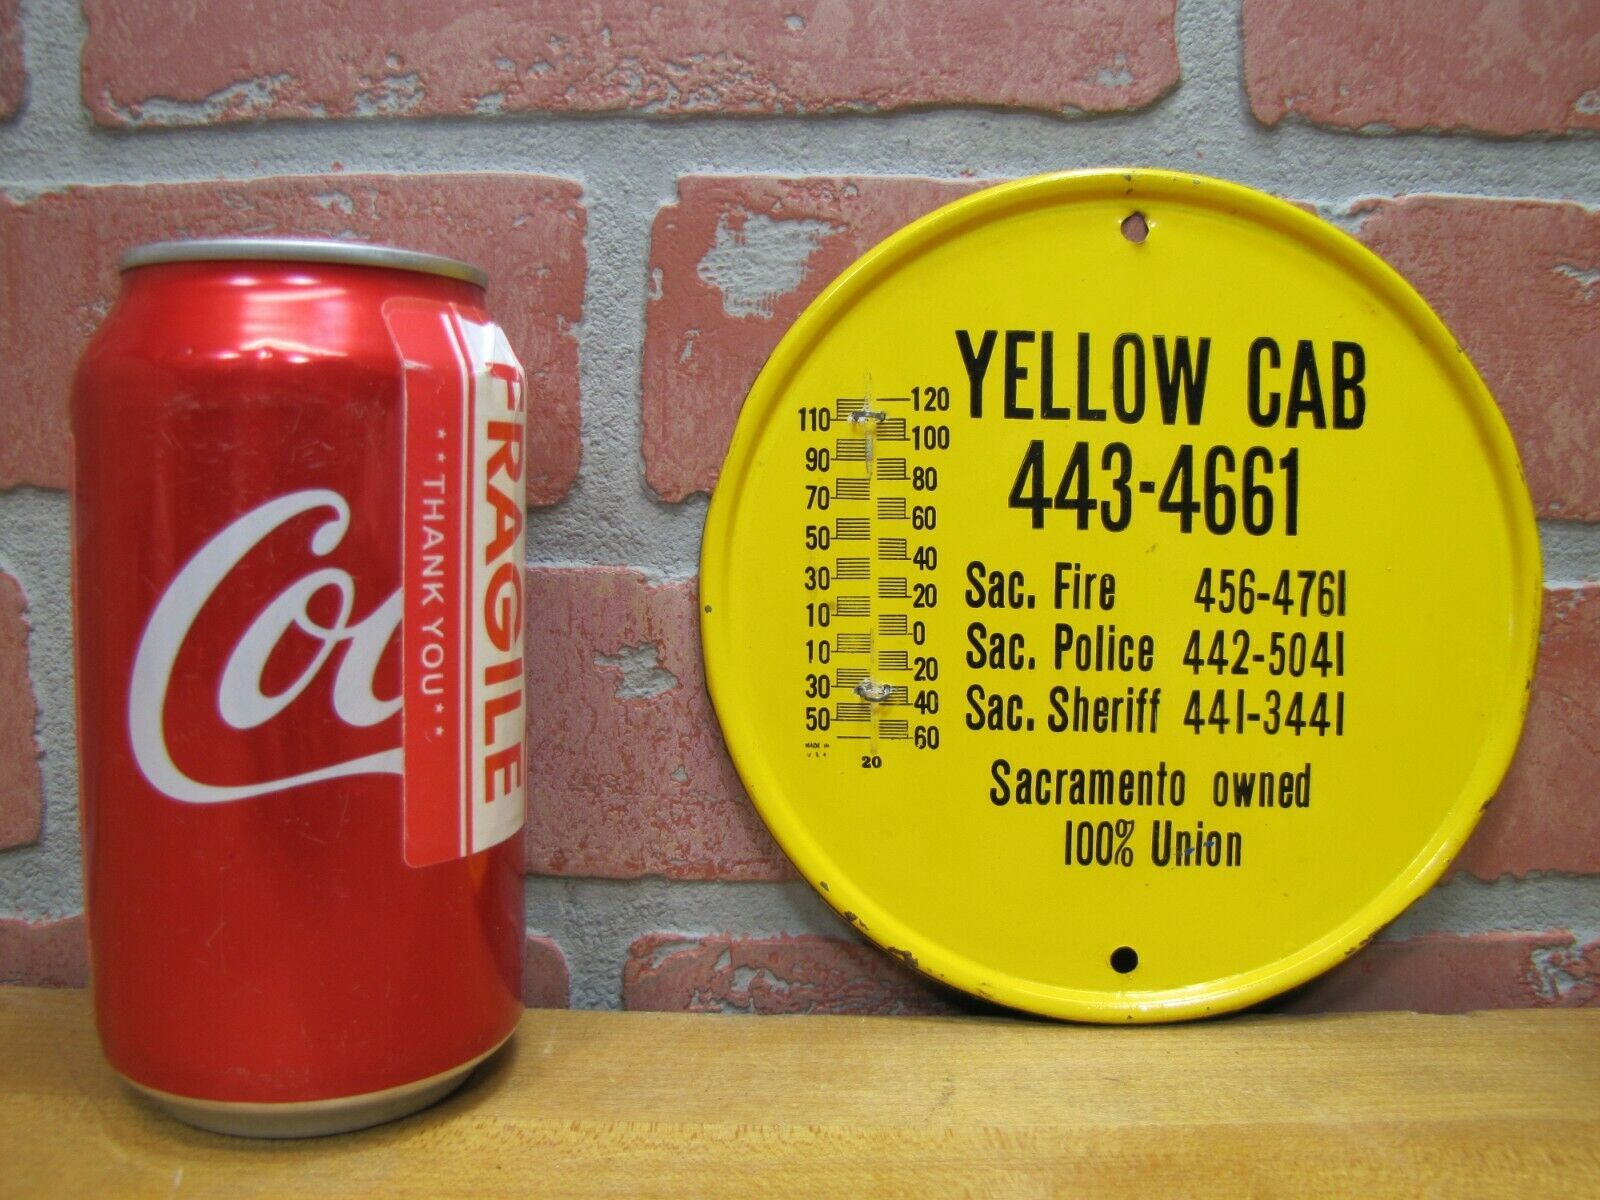 Coc
FRAGILE
* * THANK YOU * *
YELLOW CAB
443-4661
Sac. Fire 456-4761
Sac. Police 442-5041
Sac. Sheriff 441-3441
Sacramento owned
100% Union
120
110
100
90
80
70
60
50
40
30
20
10
0
10
20
30
40
50
60
MADE IN
U.S.A
20